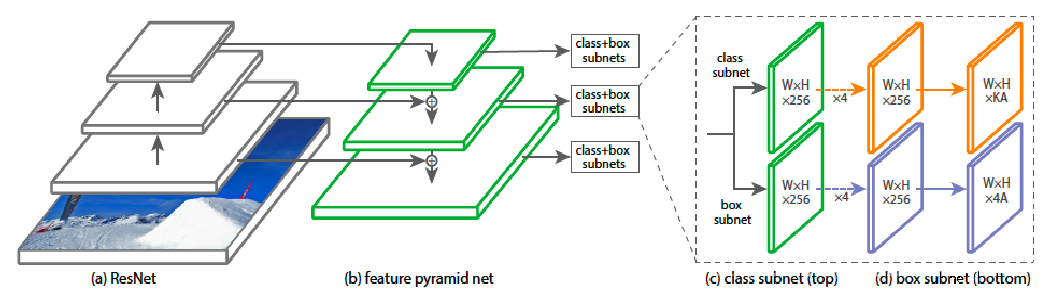 class+box
subnets
class+box
subnets
class+box
subnets
class
subnet
W×H
×256
×4
W×H
×256
W×H
×KA
box
subnet
W×H
×256
×4
W×H
×256
W×H
×4A
(a) ResNet
(b) feature pyramid net
(c) class subnet (top)
(d) box subnet (bottom)